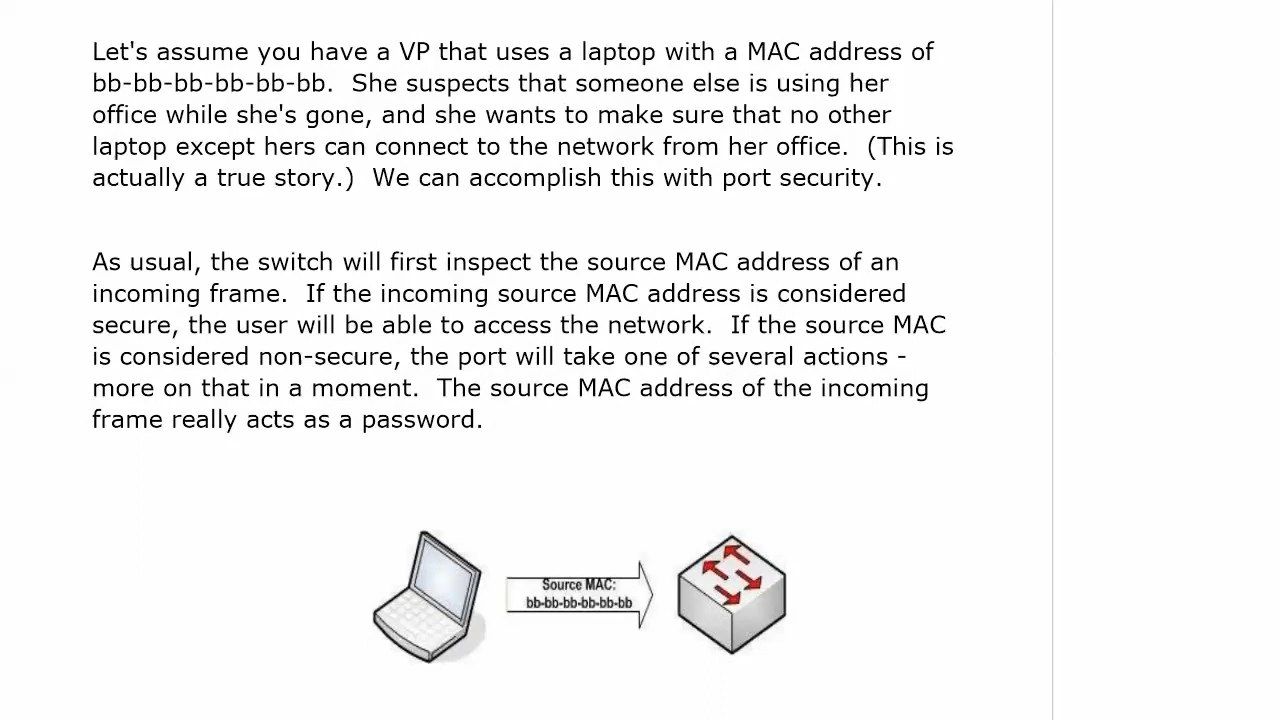 Let's assume you have a VP that uses a laptop with a MAC address of
bb-bb-bb-bb-bb-bb.  She suspects that someone else is using her
office while she's gone, and she wants to make sure that no other
laptop except hers can connect to the network from her office.  (This is
actually a true story.)  We can accomplish this with port security.
As usual, the switch will first inspect the source MAC address of an
incoming frame.  If the incoming source MAC address is considered
secure, the user will be able to access the network.  If the source MAC
is considered non-secure, the port will take one of several actions -
more on that in a moment.  The source MAC address of the incoming
frame really acts as a password.
Source MAC:
bb-bb-bb-bb-bb-bb